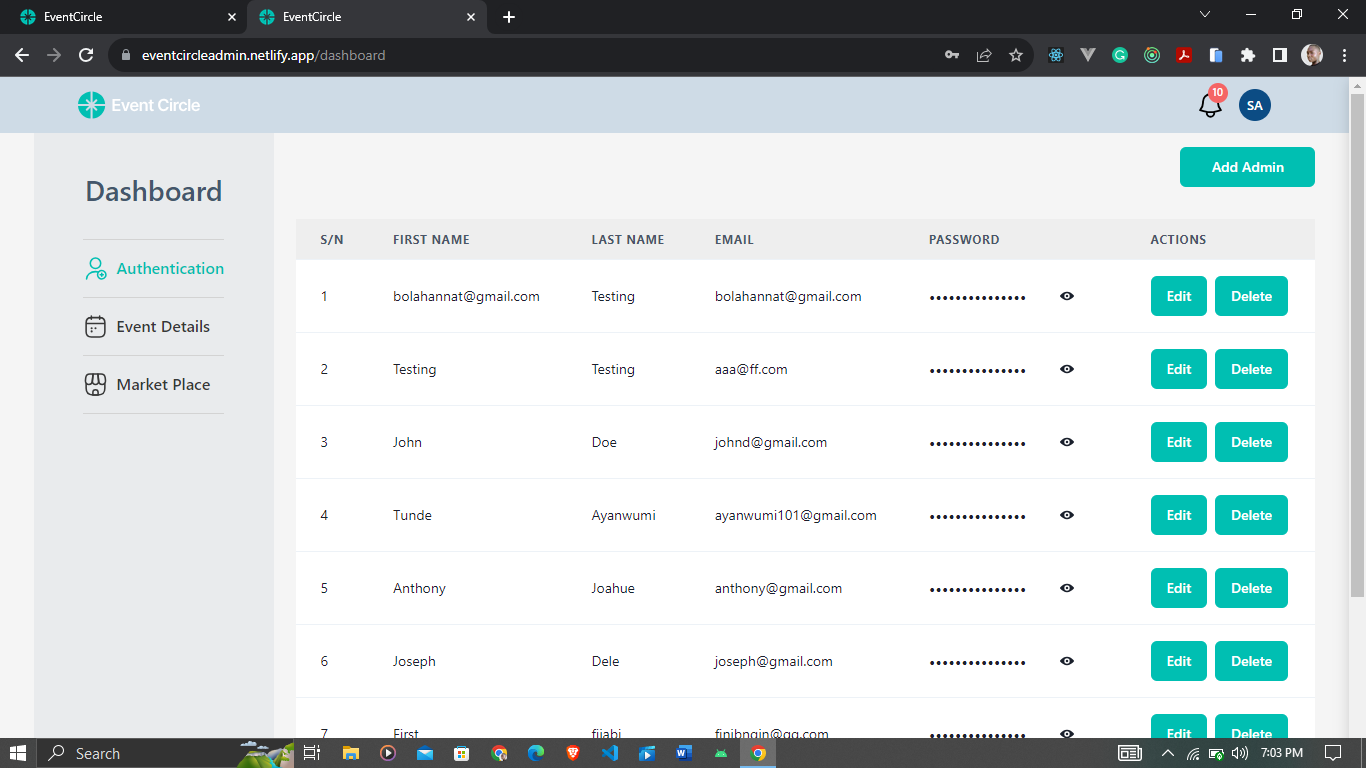 EventCircle
EventCircle
eventcircleadmin.netlify.app/dashboard
Event Circle
10
SA
Dashboard
Authentication
Event Details
Market Place
Add Admin
S/N FIRST NAME LAST NAME EMAIL PASSWORD ACTIONS
1 bolahannat@gmail.com Testing bolahannat@gmail.com ••••••••••••••• Edit Delete
2 Testing Testing aaa@ff.com ••••••••••••••• Edit Delete
3 John Doe johnd@gmail.com ••••••••••••••• Edit Delete
4 Tunde Ayanwumi ayanwumi101@gmail.com ••••••••••••••• Edit Delete
5 Anthony Joahue anthony@gmail.com ••••••••••••••• Edit Delete
6 Joseph Dele joseph@gmail.com ••••••••••••••• Edit Delete
7 First ••••••••••••••• Edit Delete
Search
7:03 PM